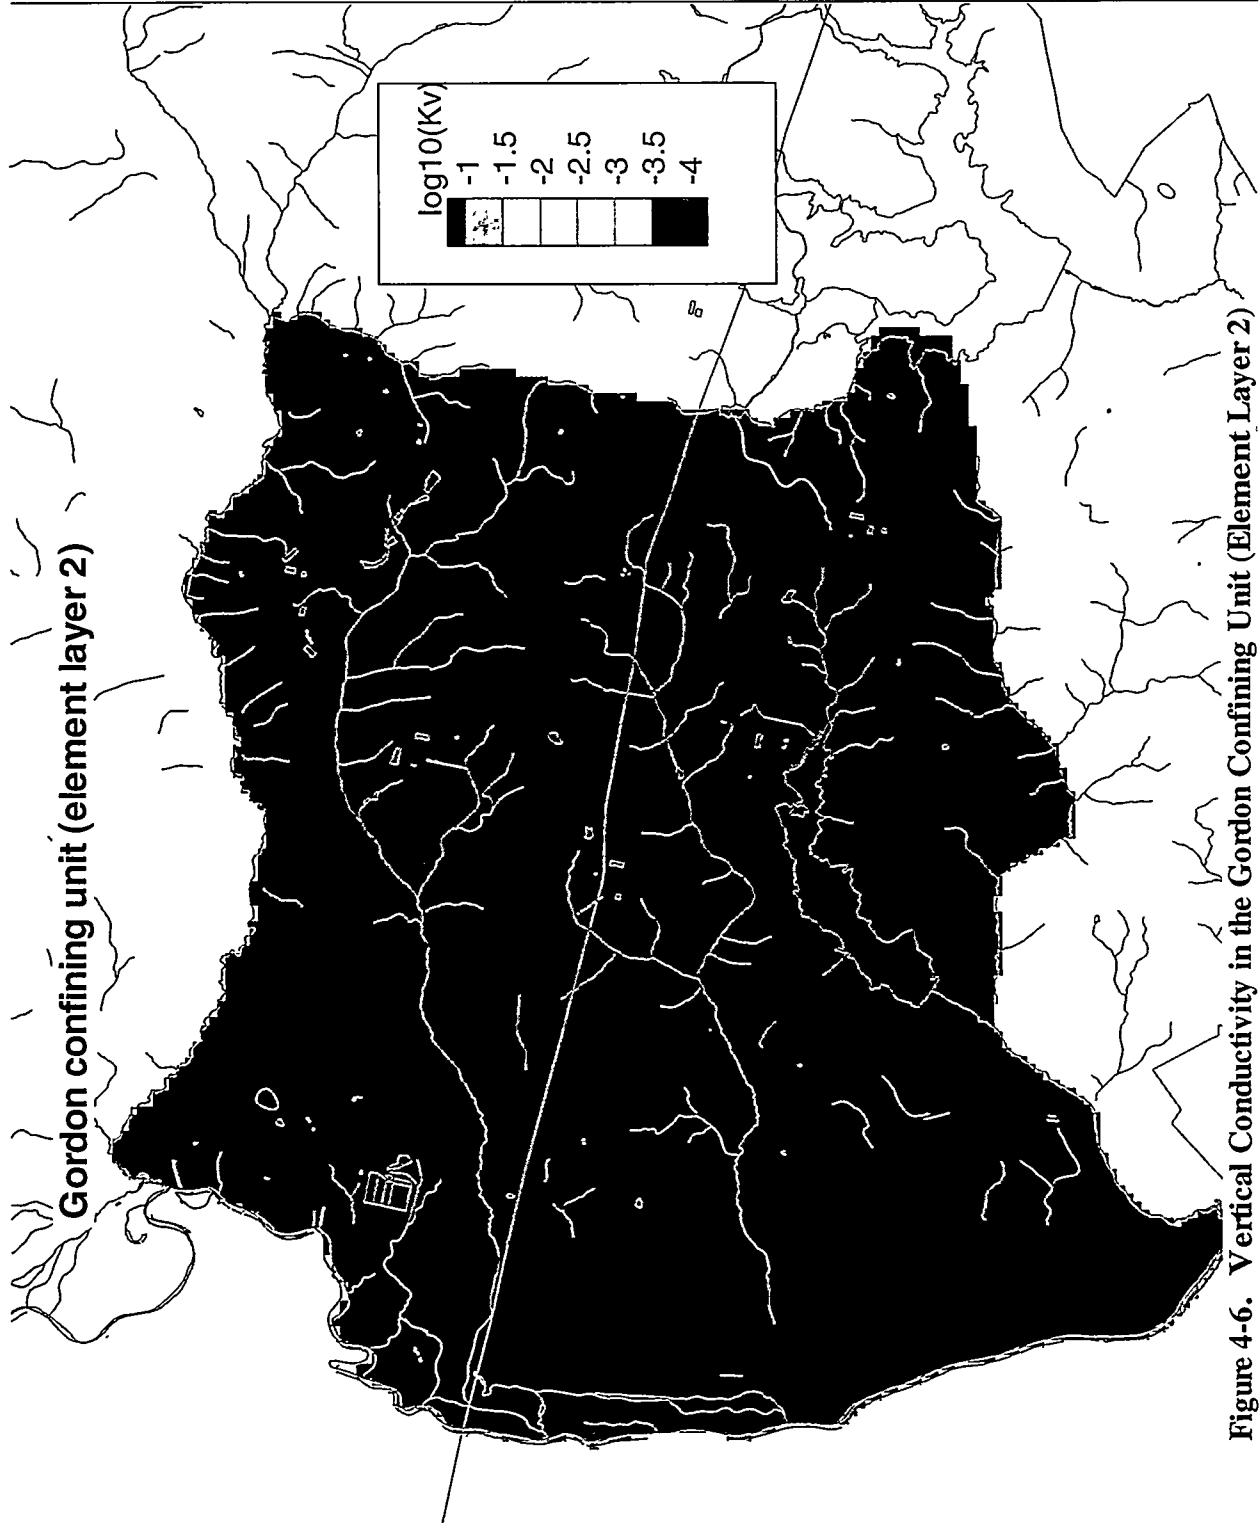 Gordon confining unit (element layer 2)
log10(Kv)
-1
-1.5
-2
-2.5
-3
-3.5
-4
Figure 4-6. Vertical Conductivity in the Gordon Confining Unit (Element Layer 2)